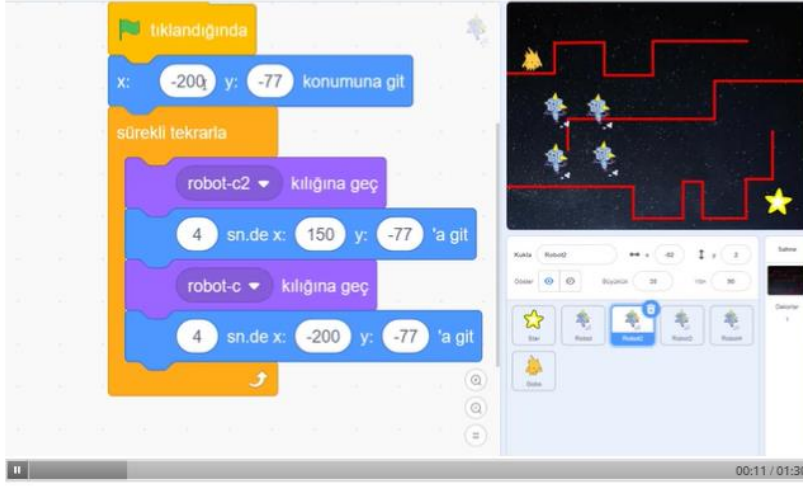 tıklandığında
x: -200 y: -77 konumuna git
sürekli tekrarla
robot-c2 kılığına geç
4 sn.de x: 150 y: -77 'a git
robot-c kılığına geç
4 sn.de x: -200 y: -77 'a git
Kukla Robot2 x -62 y 2
Göster Büyüklük 30 Yön 90
Sahne
Dekorlar
Star Robot Robot2 Robot3 Robot4
Giga
00:11 / 01:30